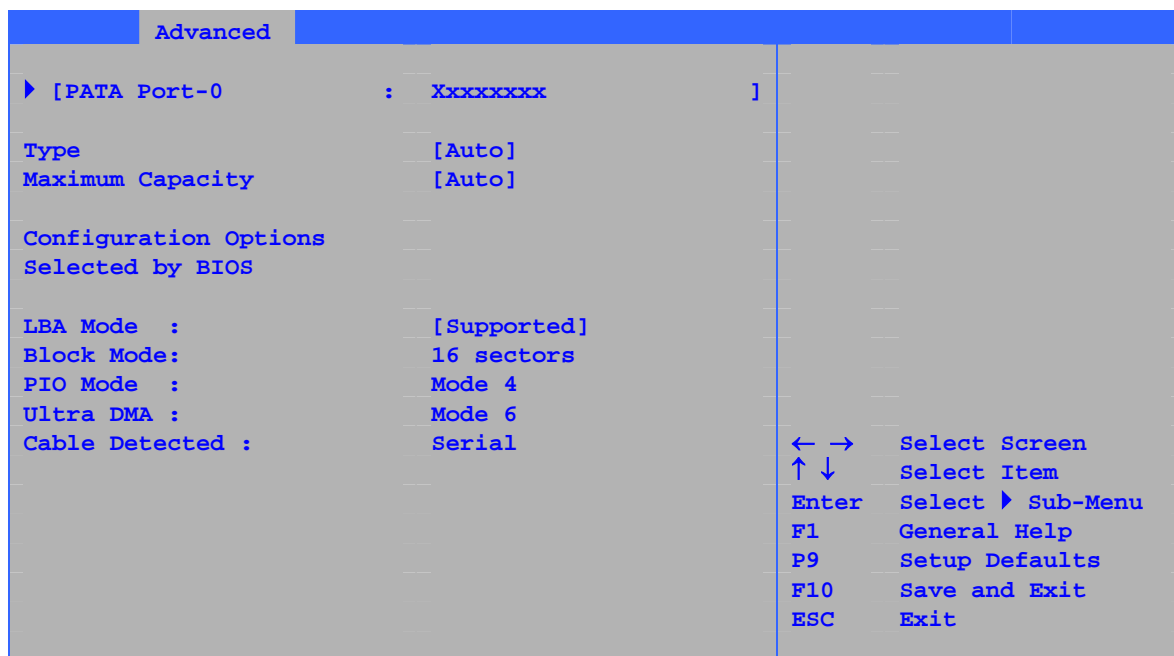 Advanced
[PATA Port-0 : Xxxxxxxx ]
Type [Auto]
Maximum Capacity [Auto]
Configuration Options
Selected by BIOS
LBA Mode : [Supported]
Block Mode: 16 sectors
PIO Mode : Mode 4
Ultra DMA : Mode 6
Cable Detected : Serial
← → Select Screen
↑ ↓ Select Item
Enter Select ▶ Sub-Menu
F1 General Help
P9 Setup Defaults
F10 Save and Exit
ESC Exit